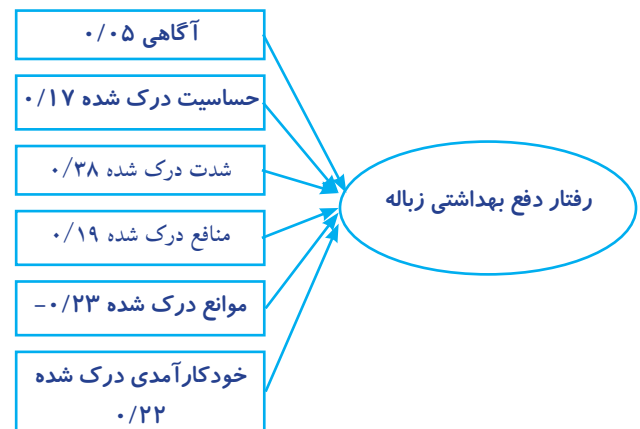 آگاهی ۰/۰۵
حساسیت درک شده ۰/۱۷
شدت درک شده ۰/۳۸
منافع درک شده ۰/۱۹
موانع درک شده ۰/۲۳-
خودکارآمدی درک شده
۰/۲۲
رفتار دفع بهداشتی زباله